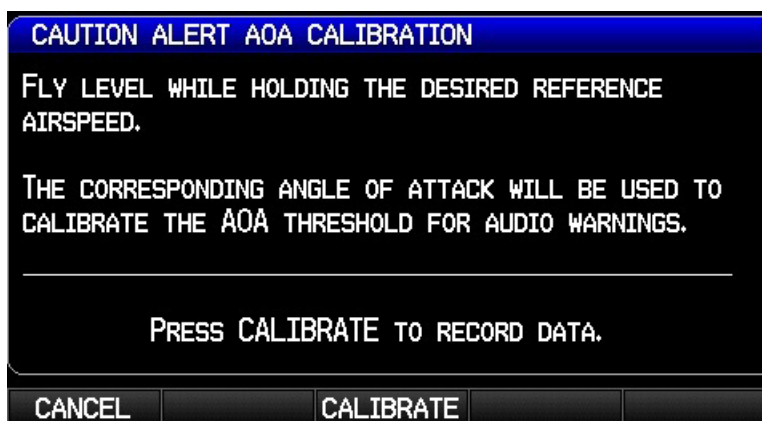 CAUTION ALERT AOA CALIBRATION
FLY LEVEL WHILE HOLDING THE DESIRED REFERENCE
AIRSPEED.
THE CORRESPONDING ANGLE OF ATTACK WILL BE USED TO
CALIBRATE THE AOA THRESHOLD FOR AUDIO WARNINGS.
PRESS CALIBRATE TO RECORD DATA.
CANCEL CALIBRATE